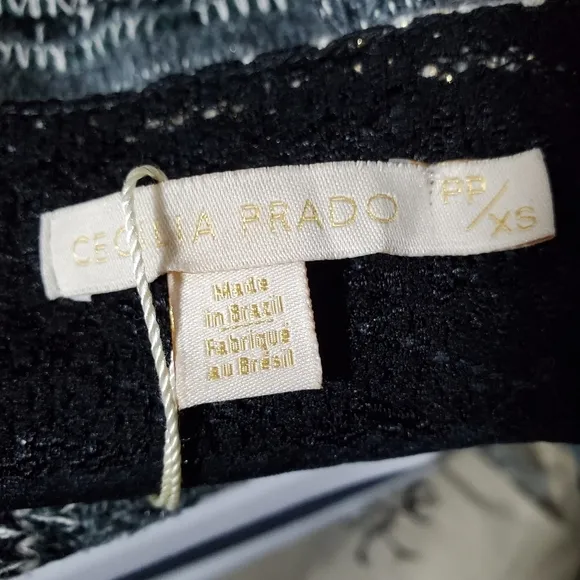 CECILIA PRADO
PP/XS
Made
in Brazil
Fabrique
au Brésil